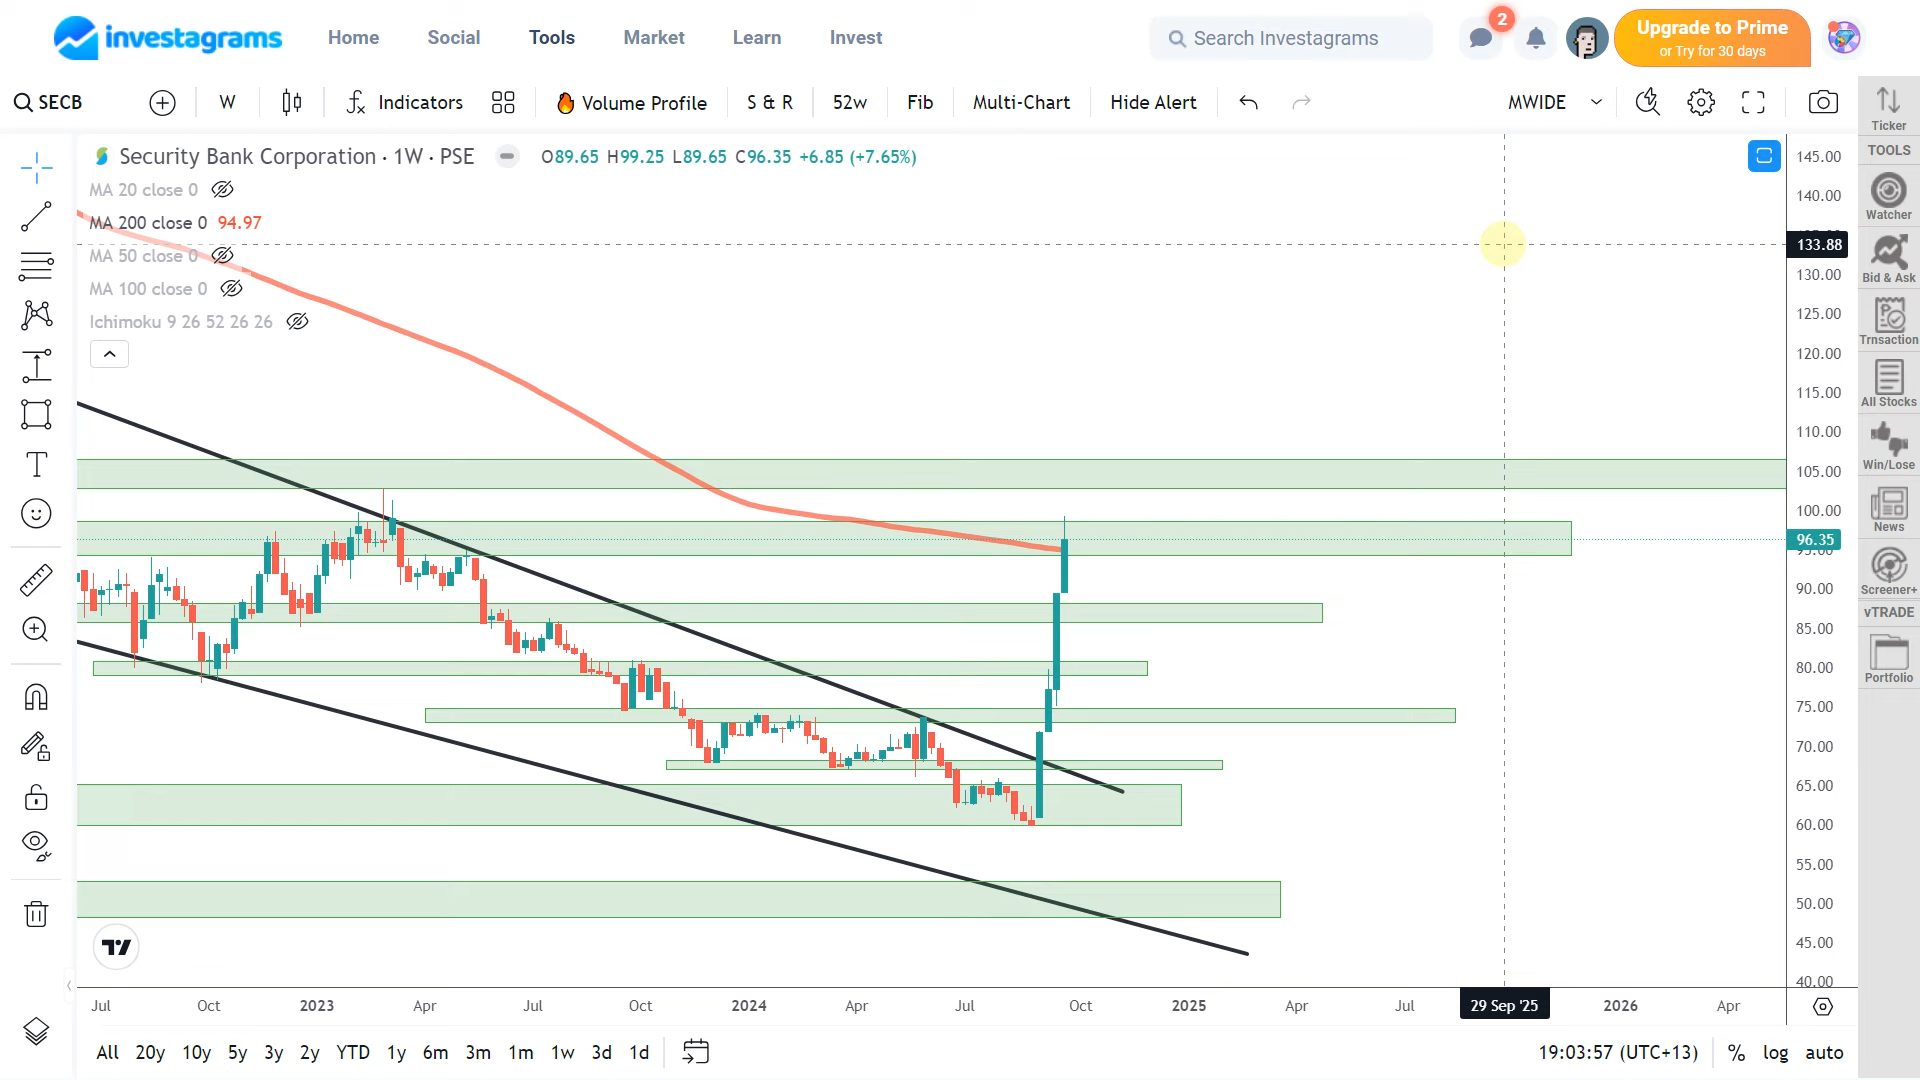 investagrams Home Social Tools Market Learn Invest Search Investagrams 2 Upgrade to Prime
or Try for 30 days
SECB W Indicators Volume Profile S & R 52w Fib Multi-Chart Hide Alert MWIDE
Ticker
TOOLS
Watcher
Bid & Ask
Trnsaction
All Stocks
Win/Lose
News
Screener+
vTRADE
Portfolio
Security Bank Corporation · 1W · PSE O89.65 H99.25 L89.65 C96.35 +6.85 (+7.65%)
MA 20 close 0
MA 200 close 0 94.97
MA 50 close 0
MA 100 close 0
Ichimoku 9 26 52 26 26
145.00
140.00
133.88
130.00
125.00
120.00
115.00
110.00
105.00
100.00
96.35
95.00
90.00
85.00
80.00
75.00
70.00
65.00
60.00
55.00
50.00
45.00
40.00
Jul Oct 2023 Apr Jul Oct 2024 Apr Jul Oct 2025 Apr Jul 29 Sep '25 2026 Apr
All 20y 10y 5y 3y 2y YTD 1y 6m 3m 1m 1w 3d 1d 19:03:57 (UTC+13) % log auto